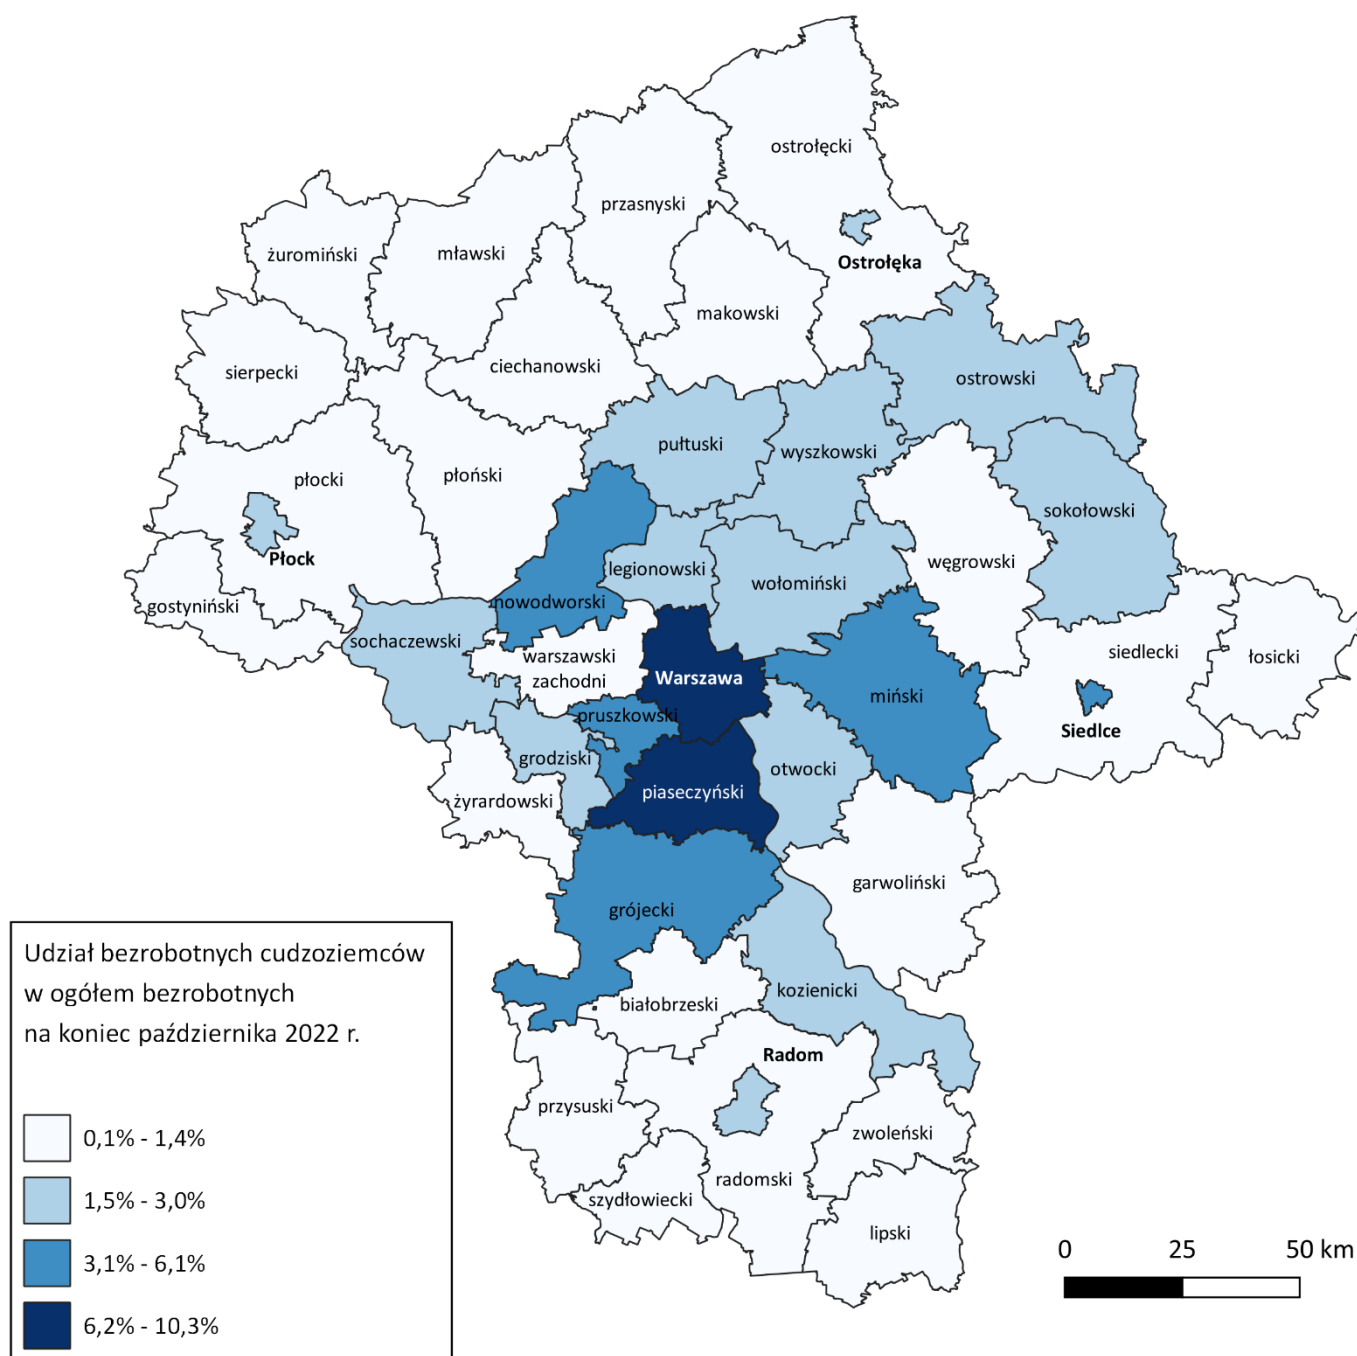 ostrołęcki
przasnyski
żuromiński
mławski
Ostrołęka
makowski
sierpecki
ciechanowski
ostrowski
pułtuski
wyszkowski
płocki
płoński
sokołowski
Płock
legionowski
wołomiński
węgrowski
gostyniński
nowodworski
sochaczewski
warszawski
zachodni
Warszawa
siedlecki
łosicki
miński
pruszkowski
Siedlce
grodziski
otwocki
żyrardowski
piaseczyński
garwoliński
grójecki
kozienicki
białobrzeski
Radom
przysuski
zwoleński
radomski
szydłowiecki
lipski
Udział bezrobotnych cudzoziemców
w ogółem bezrobotnych
na koniec października 2022 r.
0,1% - 1,4%
1,5% - 3,0%
3,1% - 6,1%
6,2% - 10,3%
0 25 50 km